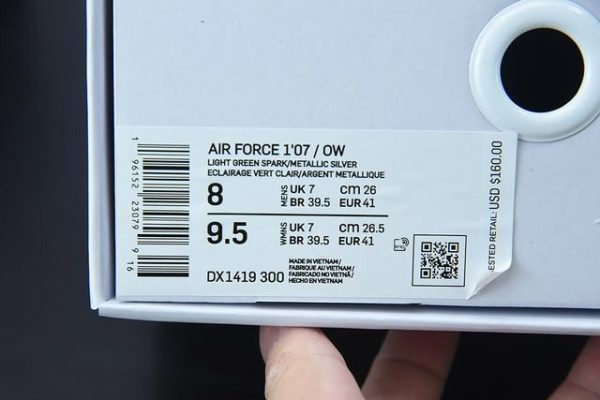 AIR FORCE 1'07 / OW
LIGHT GREEN SPARK/METALLIC SILVER
ECLAIRAGE VERT CLAIR/ARGENT METALLIQUE
8 MENS UK 7 cm 26
BR 39.5 EUR 41
9.5 WMNS UK 7 cm 26.5
BR 39.5 EUR 41
DX1419 300
MADE IN VIETNAM /
FABRIQUÉ AU VIETNAM /
FABRICADO NO VIETNÃ /
HECHO EN VIETNAM
1 96152 23079 9 16
ESTED RETAIL: USD $160.00